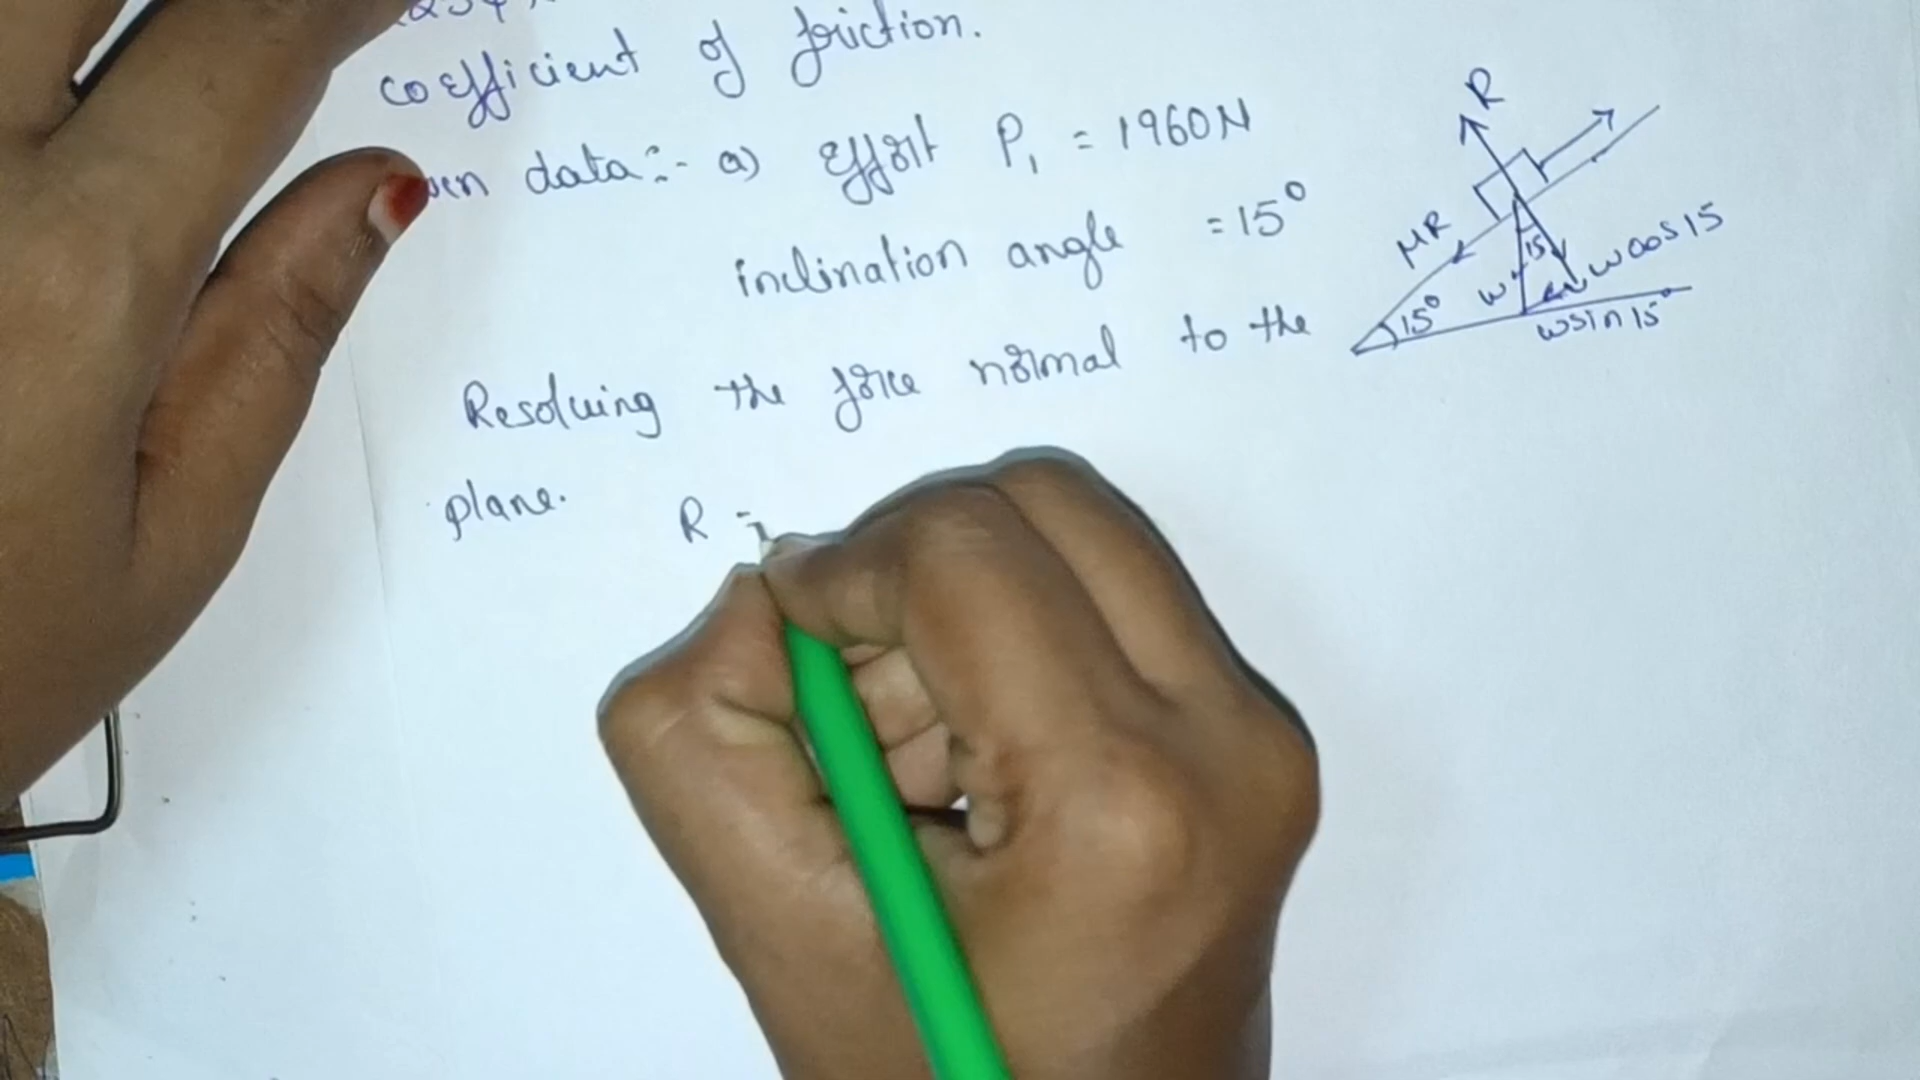 coefficient of friction.
data:- a) Effort P₁ = 1960N
inclination angle = 15°
Resolving the force normal to the
plane. R =
R
MR
15
w
wcos15
15°
wsin15°